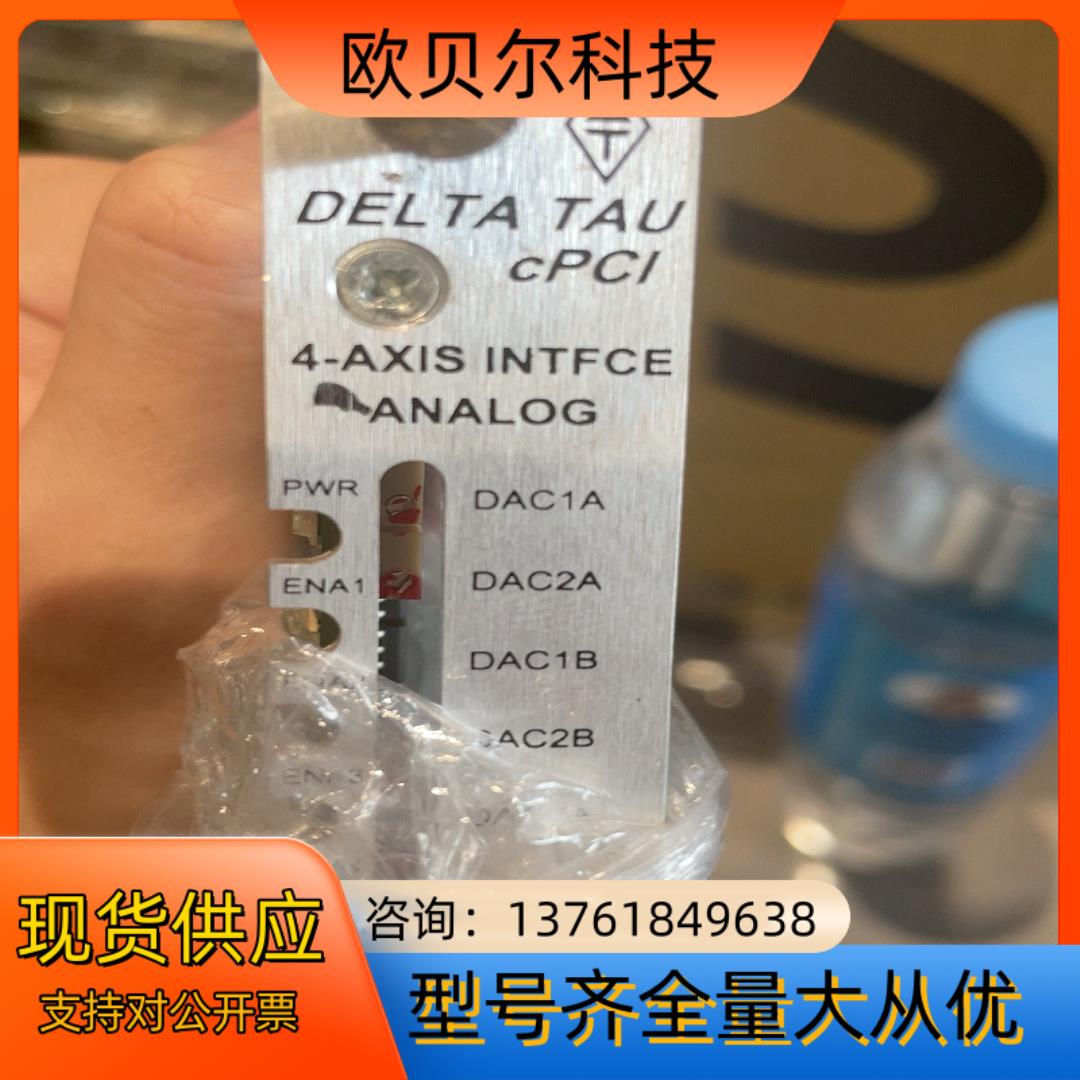 欧贝尔科技
DELTA TAU
cPCI
4-AXIS INTFCE
ANALOG
PWR
DAC1A
ENA1
DAC2A
DAC1B
AC2B
现货供应
支持对公开票
咨询：13761849638
型号齐全量大从优